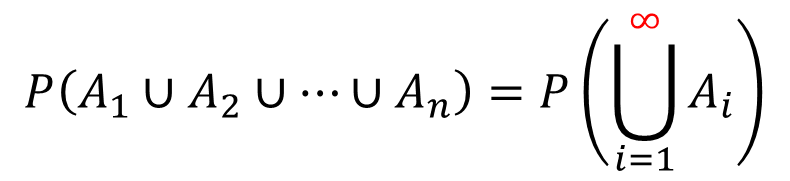 P(A₁ ∪ A₂ ∪ ⋯ ∪ Aₙ) = P(⋃_{i=1}^{∞} Aᵢ)